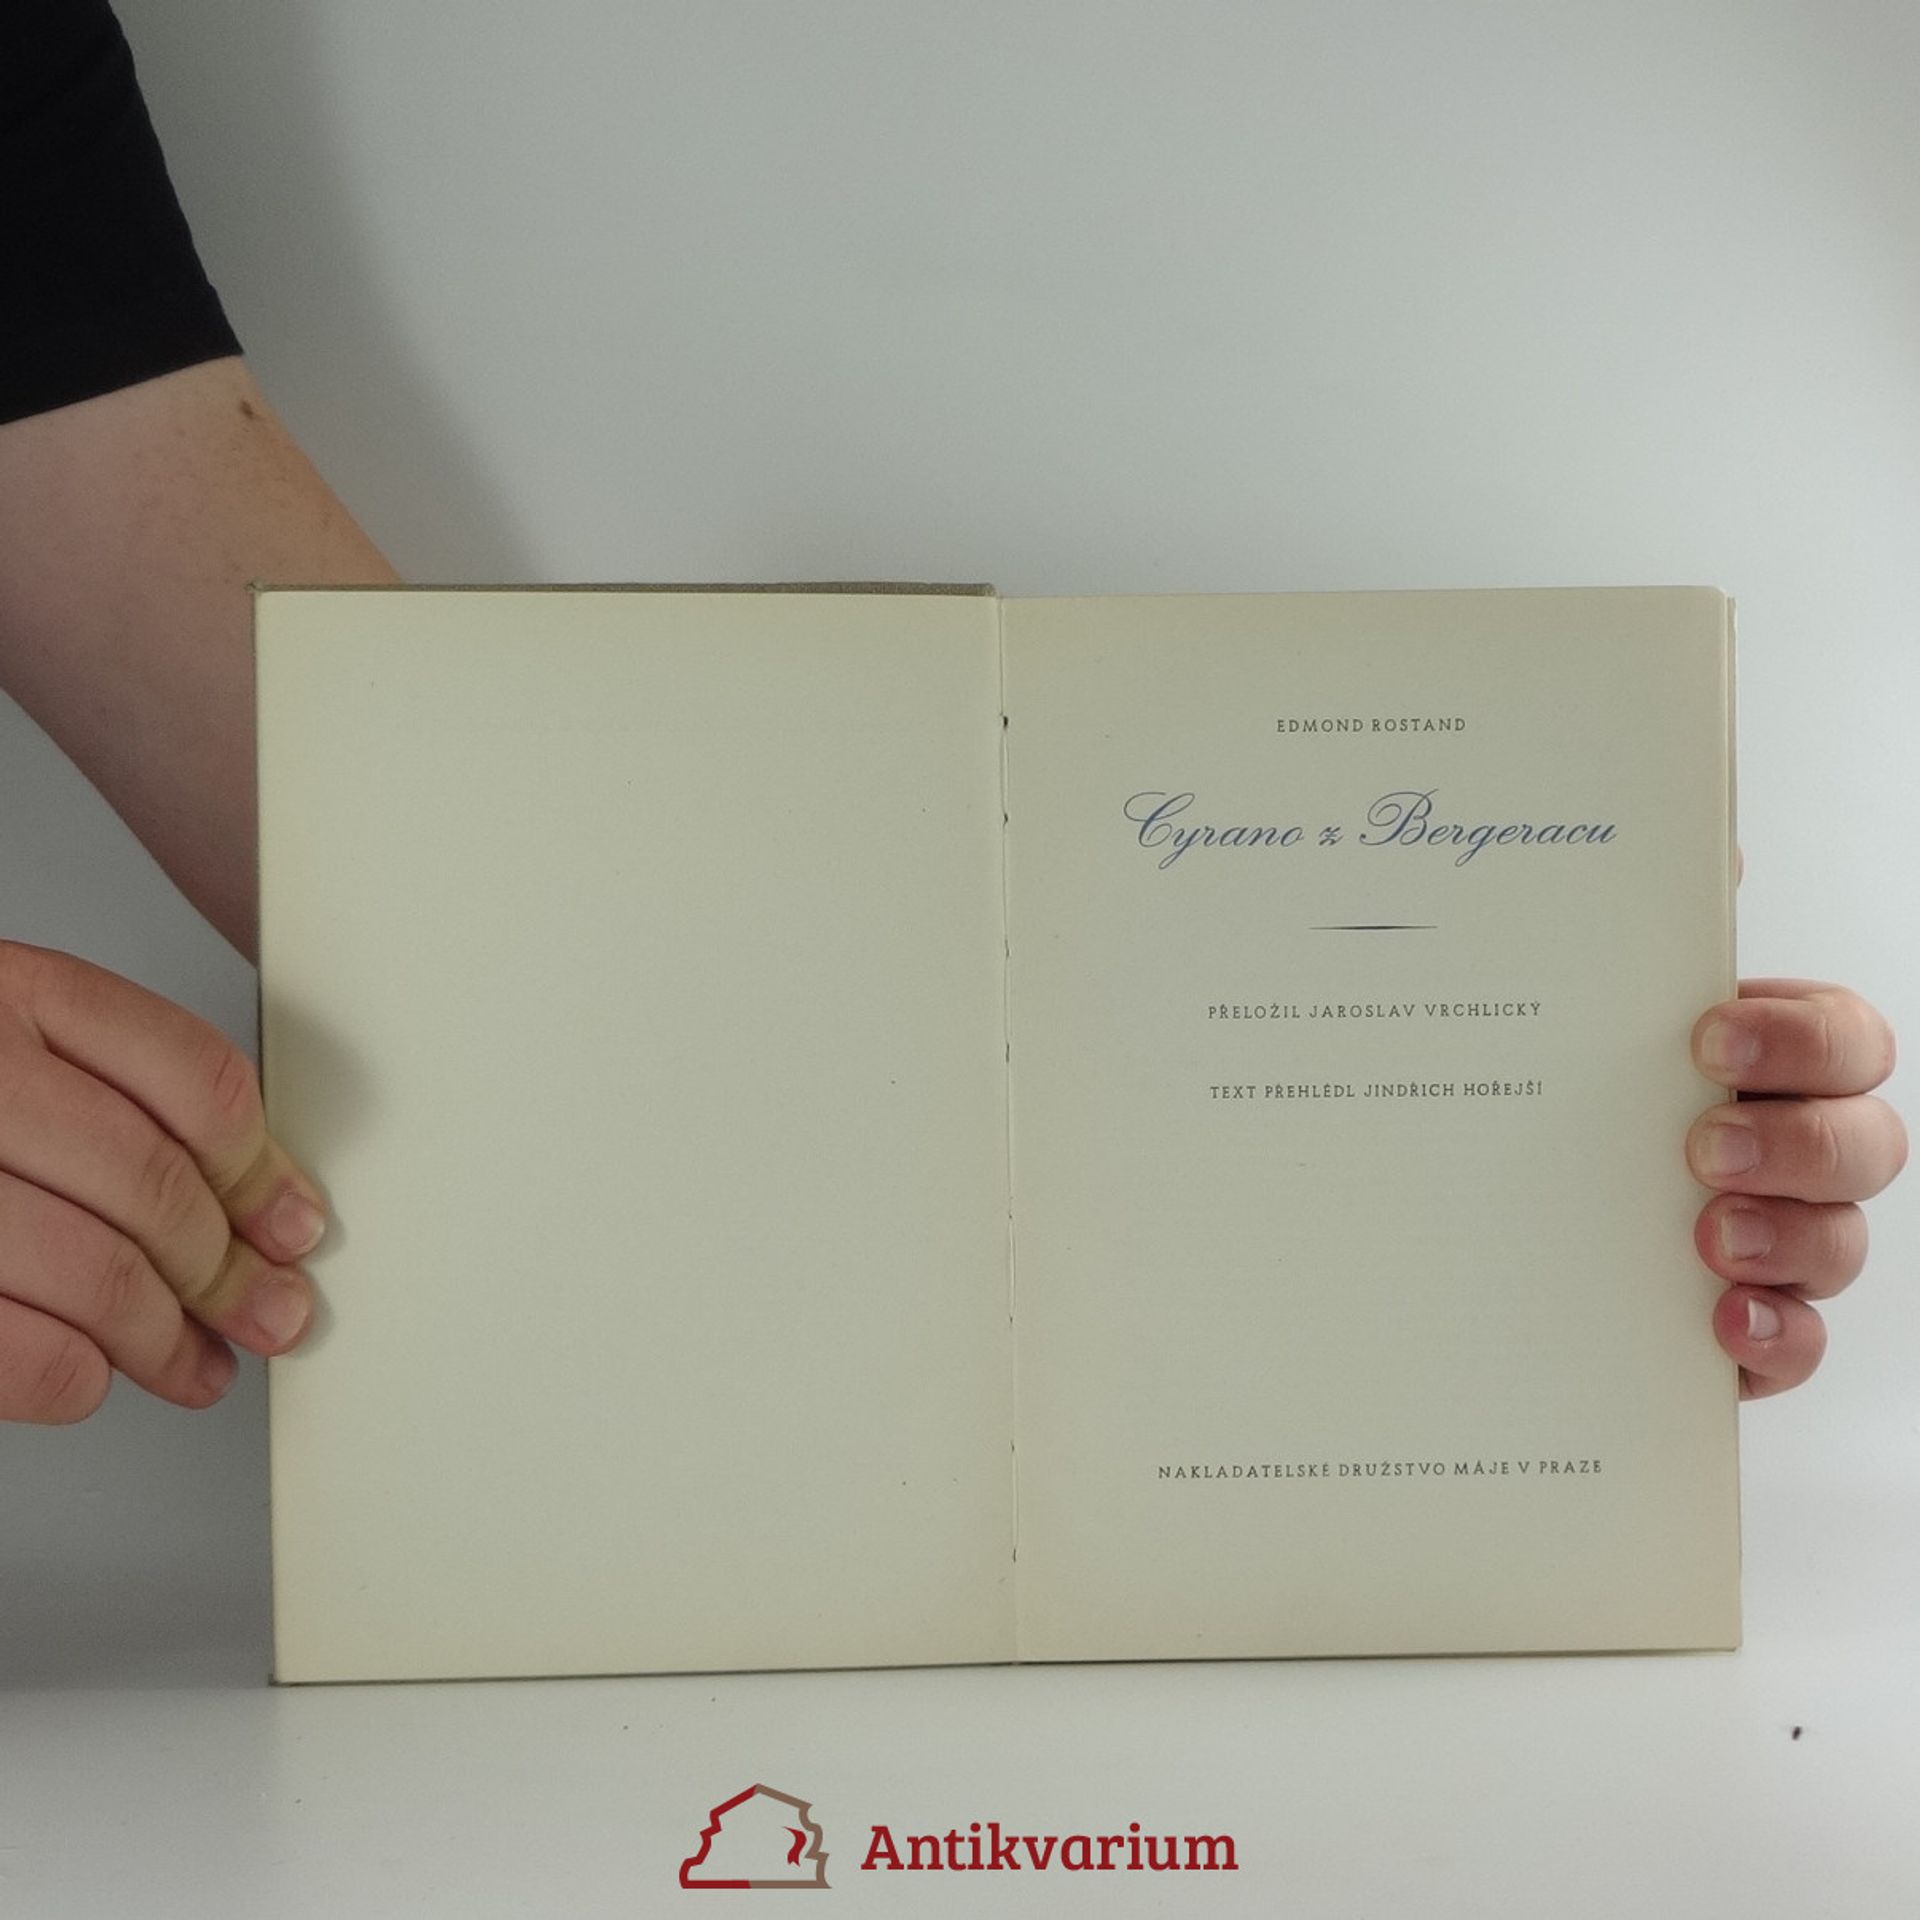 EDMOND ROSTAND
Cyrano z Bergeracu
PŘELOŽIL JAROSLAV VRCHLICKÝ
TEXT PŘEHLÉDL JINDŘICH HOŘEJŠÍ
NAKLADATELSKÉ DRUŽSTVO MÁJE V PRAZE
Antikvarium